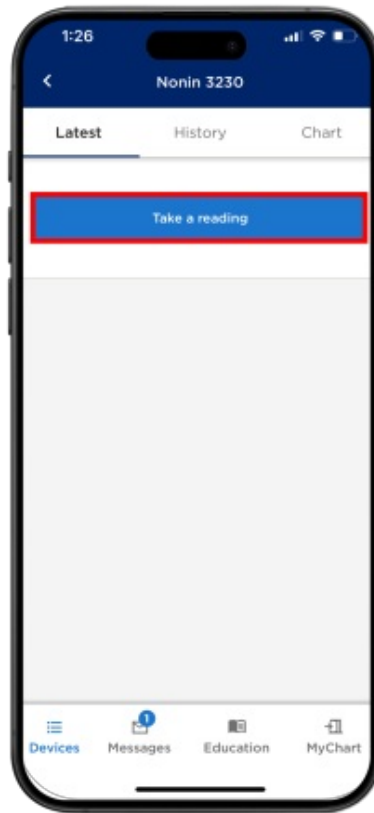 1:26
Nonin 3230
Latest History Chart
Take a reading
1
Devices Messages Education MyChart